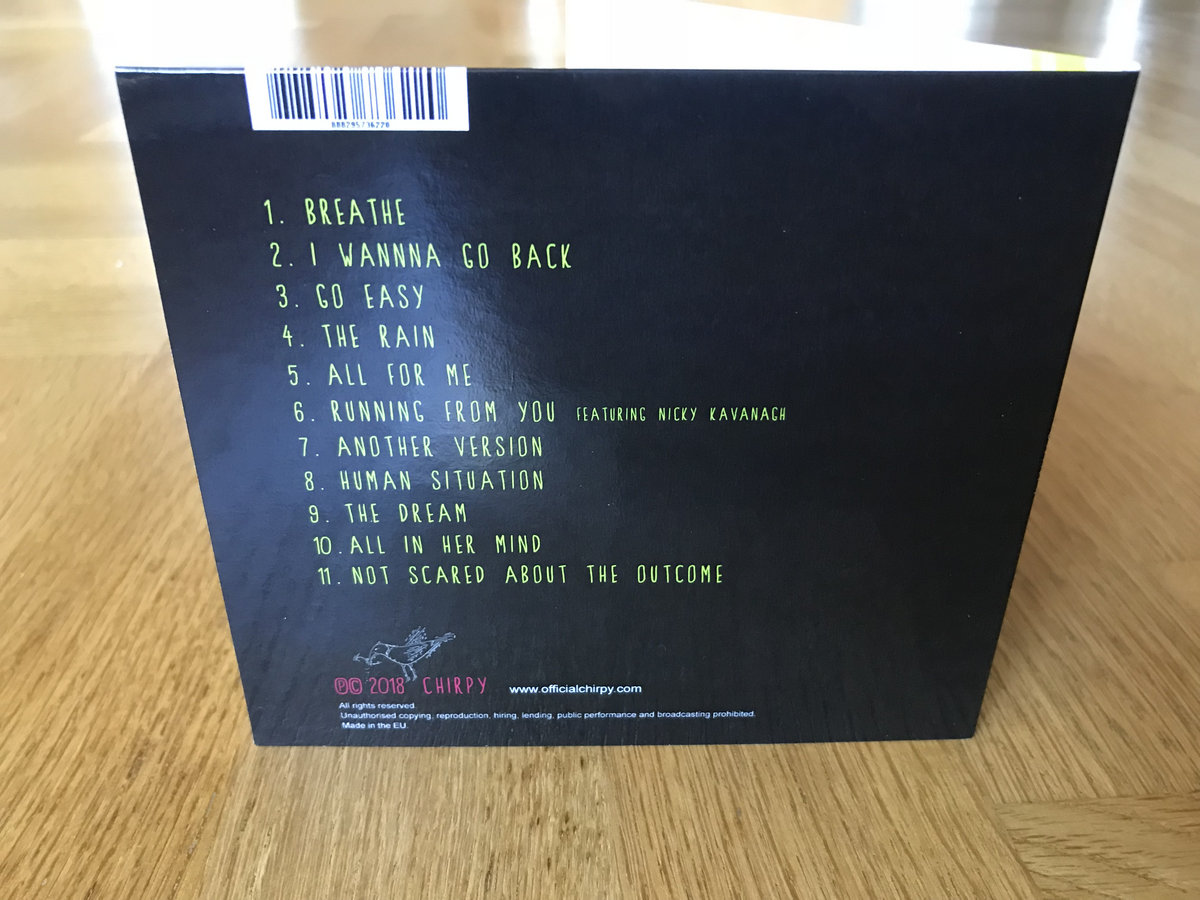 1. BREATHE
2. I WANNNA GO BACK
3. GO EASY
4. THE RAIN
5. ALL FOR ME
6. RUNNING FROM YOU FEATURING NICKY KAVANAGH
7. ANOTHER VERSION
8. HUMAN SITUATION
9. THE DREAM
10. ALL IN HER MIND
11. NOT SCARED ABOUT THE OUTCOME
℗© 2018 CHIRPY www.officialchirpy.com
All rights reserved.
Unauthorised copying, reproduction, hiring, lending, public performance and broadcasting prohibited.
Made in the EU.